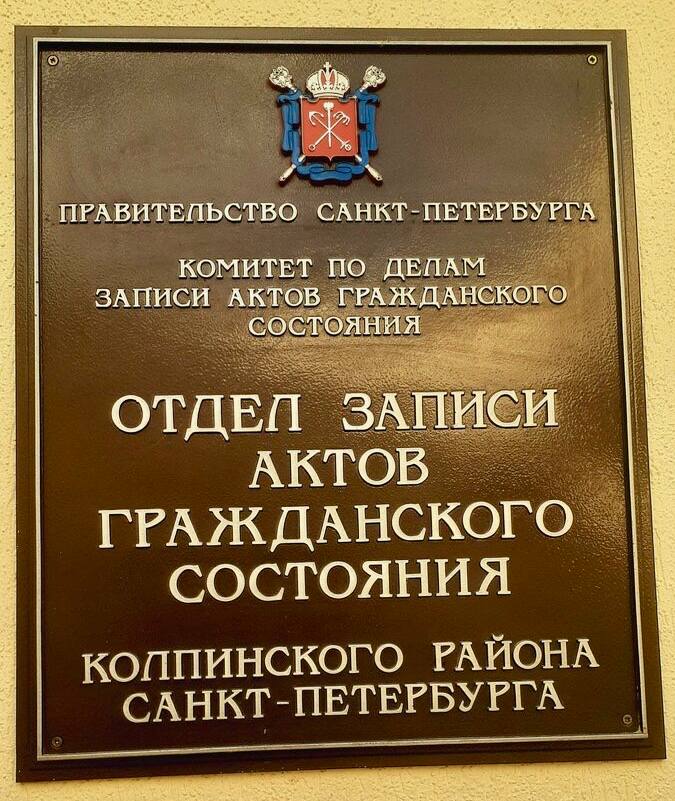 ПРАВИТЕЛЬСТВО САНКТ-ПЕТЕРБУРГА
КОМИТЕТ ПО ДЕЛАМ
ЗАПИСИ АКТОВ ГРАЖДАНСКОГО
СОСТОЯНИЯ
ОТДЕЛ ЗАПИСИ
АКТОВ
ГРАЖДАНСКОГО
СОСТОЯНИЯ
КОЛПИНСКОГО РАЙОНА
САНКТ-ПЕТЕРБУРГА